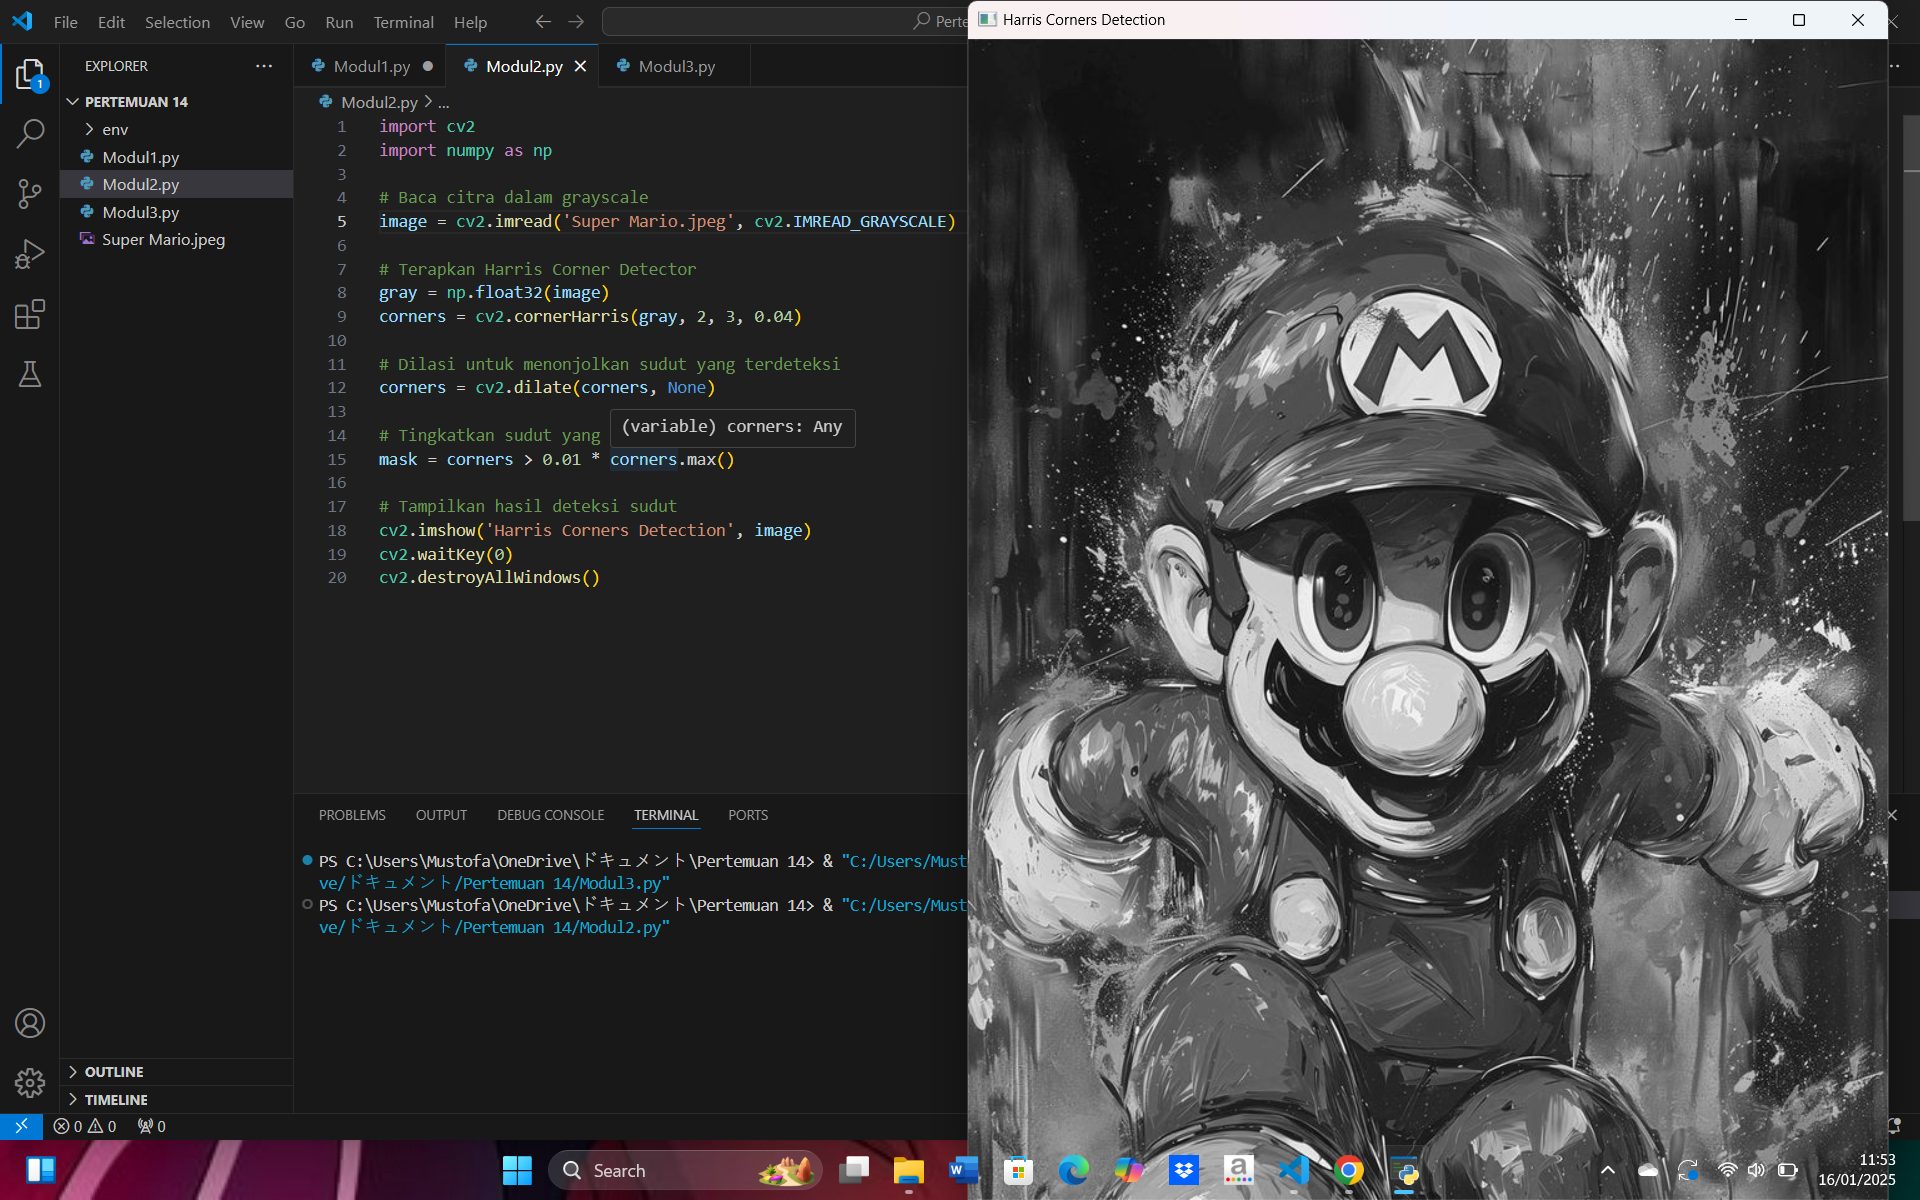 File Edit Selection View Go Run Terminal Help
Perte
EXPLORER
PERTEMUAN 14
env
Modul1.py
Modul2.py
Modul3.py
Super Mario.jpeg
OUTLINE
TIMELINE
1
Modul1.py Modul2.py Modul3.py
Modul2.py > ...
1 import cv2
2 import numpy as np
3
4 # Baca citra dalam grayscale
5 image = cv2.imread('Super Mario.jpeg', cv2.IMREAD_GRAYSCALE)
6
7 # Terapkan Harris Corner Detector
8 gray = np.float32(image)
9 corners = cv2.cornerHarris(gray, 2, 3, 0.04)
10
11 # Dilasi untuk menonjolkan sudut yang terdeteksi
12 corners = cv2.dilate(corners, None)
13
(variable) corners: Any
14 # Tingkatkan sudut yang
15 mask = corners > 0.01 * corners.max()
16
17 # Tampilkan hasil deteksi sudut
18 cv2.imshow('Harris Corners Detection', image)
19 cv2.waitKey(0)
20 cv2.destroyAllWindows()
PROBLEMS OUTPUT DEBUG CONSOLE TERMINAL PORTS
PS C:\Users\Mustofa\OneDrive\ドキュメント\Pertemuan 14> & "C:/Users/Must
ve/ドキュメント/Pertemuan 14/Modul3.py"
PS C:\Users\Mustofa\OneDrive\ドキュメント\Pertemuan 14> & "C:/Users/Must
ve/ドキュメント/Pertemuan 14/Modul2.py"
0 0 0
Harris Corners Detection
M
Search
11:53
16/01/2025